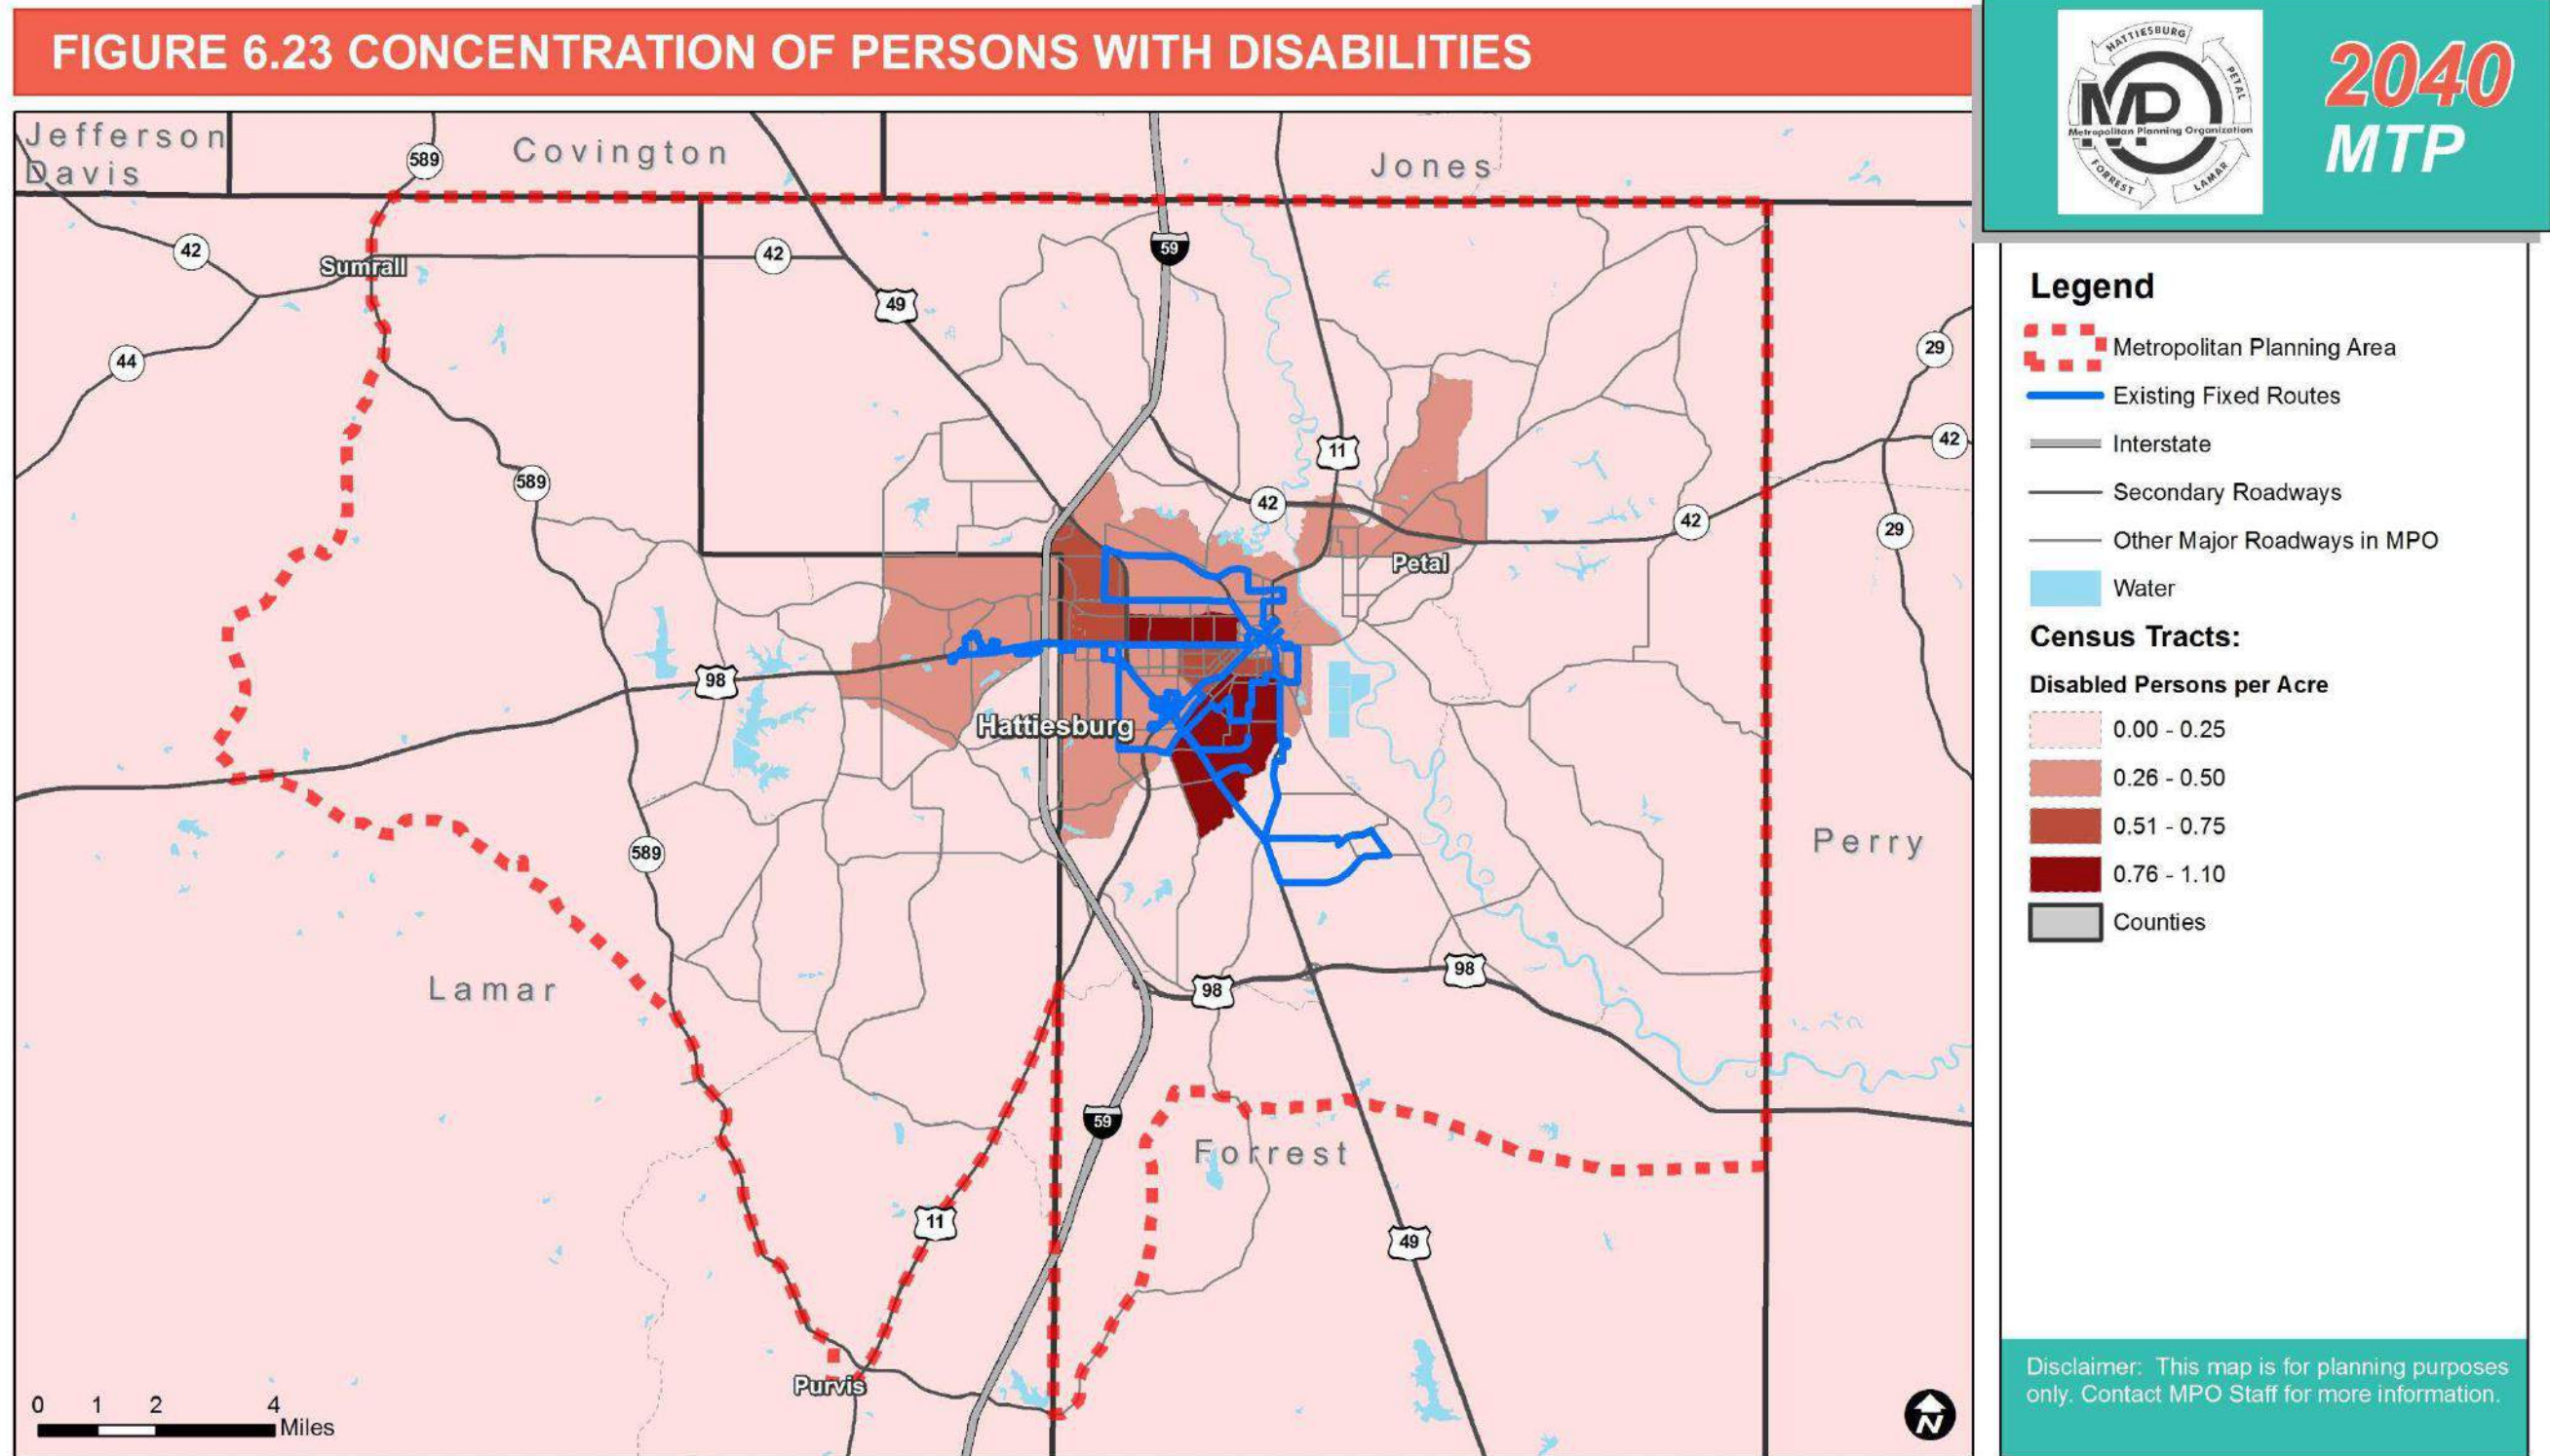 FIGURE 6.23 CONCENTRATION OF PERSONS WITH DISABILITIES
HATTIESBURG
PETAL
MP
Metropolitan Planning Organization
FORREST
LAMAR
2040
MTP
Jefferson
Davis
Covington
Jones
589
42
Sumrall
42
59
49
44
29
11
42
589
42
42
29
Petal
98
Hattiesburg
589
Perry
Lamar
98
98
59
Forrest
11
49
Purvis
0 1 2 4
Miles
N
Legend
Metropolitan Planning Area
Existing Fixed Routes
Interstate
Secondary Roadways
Other Major Roadways in MPO
Water
Census Tracts:
Disabled Persons per Acre
0.00 - 0.25
0.26 - 0.50
0.51 - 0.75
0.76 - 1.10
Counties
Disclaimer: This map is for planning purposes
only. Contact MPO Staff for more information.